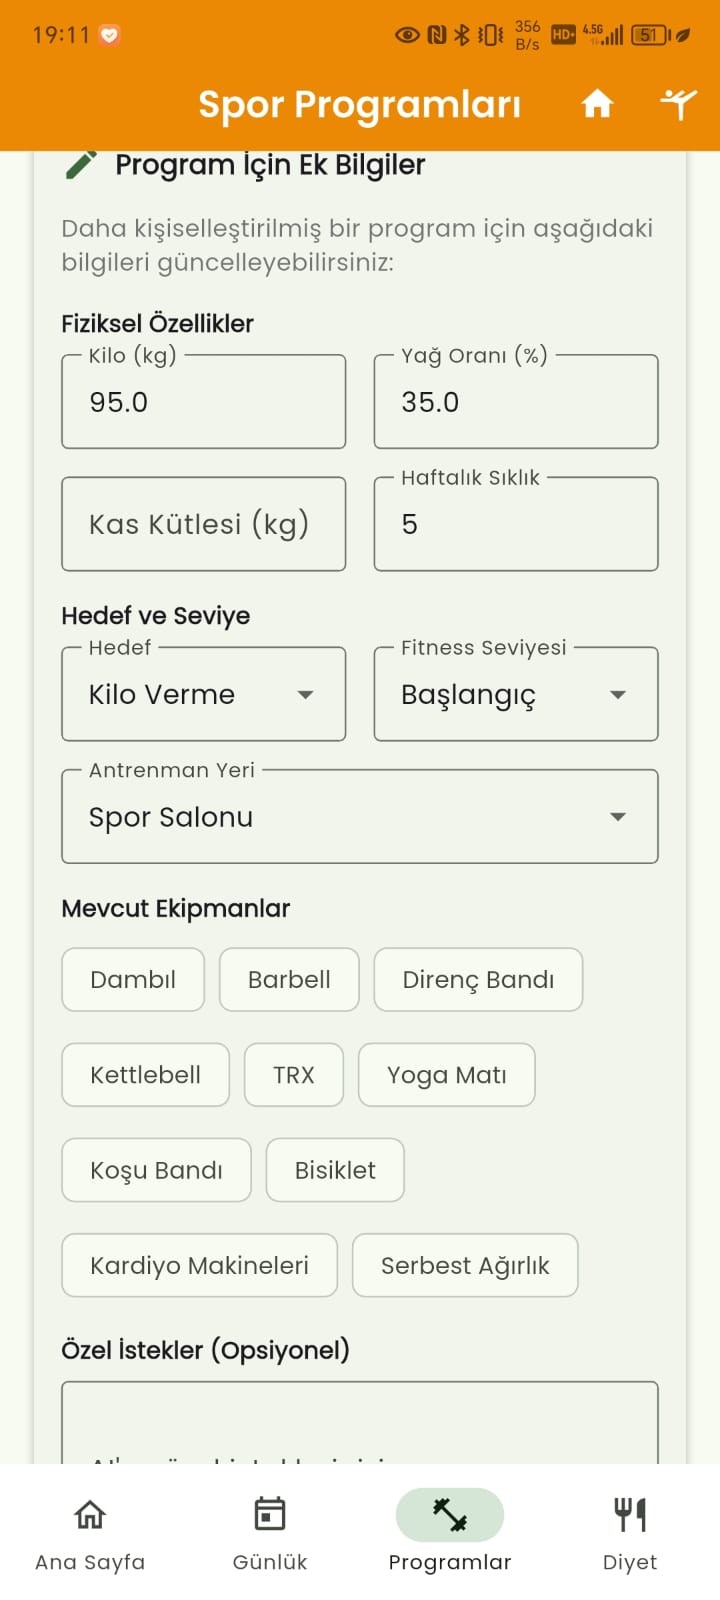 19:11
356
B/s
HD+
4.5G
51
Spor Programları
Program İçin Ek Bilgiler
Daha kişiselleştirilmiş bir program için aşağıdaki
bilgileri güncelleyebilirsiniz:
Fiziksel Özellikler
Kilo (kg)
95.0
Yağ Oranı (%)
35.0
Kas Kütlesi (kg)
Haftalık Sıklık
5
Hedef ve Seviye
Hedef
Kilo Verme
Fitness Seviyesi
Başlangıç
Antrenman Yeri
Spor Salonu
Mevcut Ekipmanlar
Dambıl
Barbell
Direnç Bandı
Kettlebell
TRX
Yoga Matı
Koşu Bandı
Bisiklet
Kardiyo Makineleri
Serbest Ağırlık
Özel İstekler (Opsiyonel)
Ana Sayfa
Günlük
Programlar
Diyet